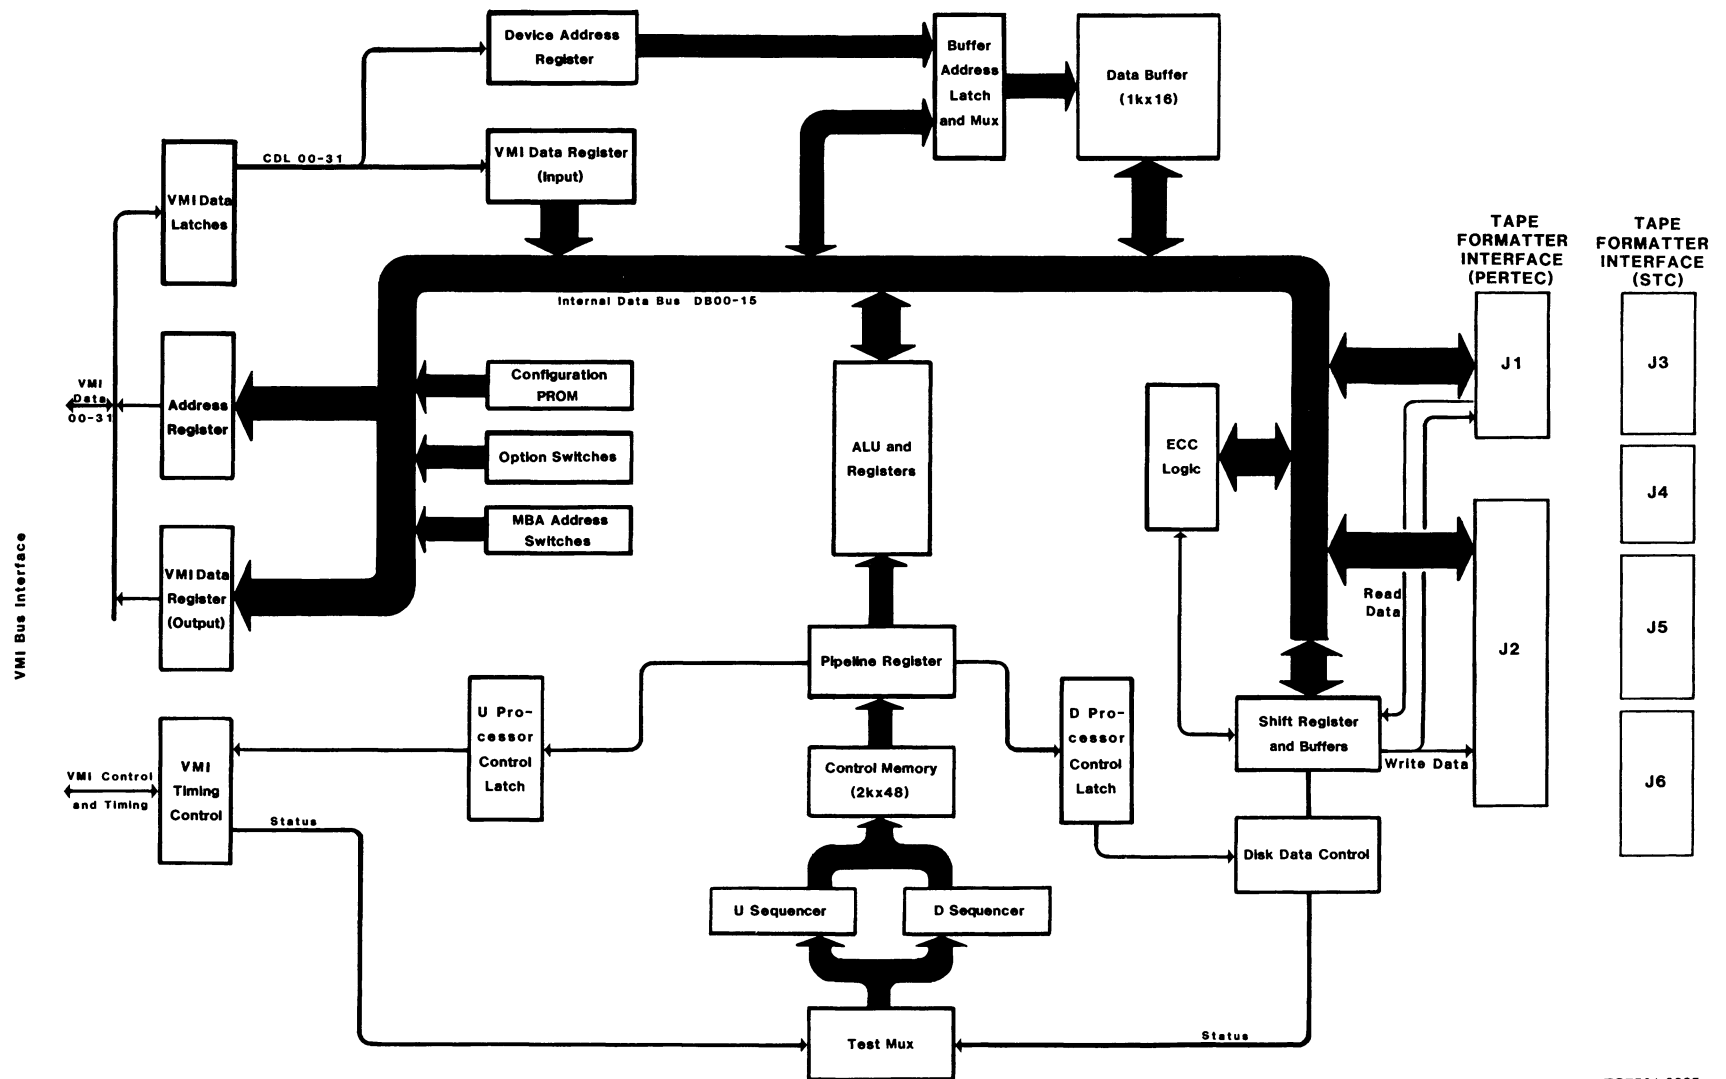 Device Address
Register
Buffer
Address
Latch
and Mux
Data Buffer
(1kx16)
CDL 00-31
VMI Data Register
(Input)
VMI Data
Latches
TAPE
FORMATTER
INTERFACE
(PERTEC)
TAPE
FORMATTER
INTERFACE
(STC)
Internal Data Bus DB00-15
VMI
Data
00-31
Address
Register
Configuration
PROM
Option Switches
MBA Address
Switches
ALU and
Registers
ECC
Logic
J1
J3
J4
VMI Bus Interface
VMI Data
Register
(Output)
Read
Data
J2
J5
J6
Pipeline Register
U Pro-
cessor
Control
Latch
D Pro-
cessor
Control
Latch
Shift Register
and Buffers
Write Data
VMI Control
and Timing
VMI
Timing
Control
Control Memory
(2kx48)
Status
Disk Data Control
U Sequencer
D Sequencer
Test Mux
Status